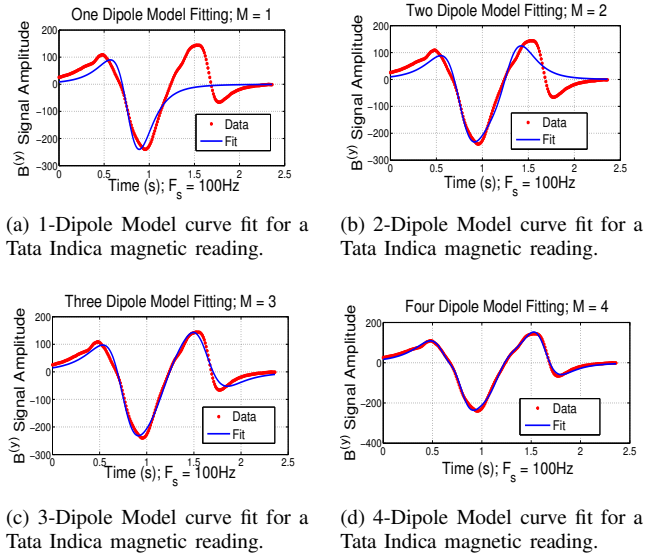 One Dipole Model Fitting; M = 1
B(y) Signal Amplitude
200
100
0
−100
−200
−300
0
0.5
1
1.5
2
2.5
Data
Fit
Time (s); Fs = 100Hz
(a) 1-Dipole Model curve fit for a
Tata Indica magnetic reading.
Two Dipole Model Fitting; M = 2
B(y) Signal Amplitude
200
100
0
−100
−200
−300
0
0.5
1
1.5
2
2.5
Data
Fit
Time (s); Fs = 100Hz
(b) 2-Dipole Model curve fit for a
Tata Indica magnetic reading.
Three Dipole Model Fitting; M = 3
B(y) Signal Amplitude
200
100
0
−100
−200
−300
0
0.5
1
1.5
2
2.5
Data
Fit
Time (s); Fs = 100Hz
(c) 3-Dipole Model curve fit for a
Tata Indica magnetic reading.
Four Dipole Model Fitting; M = 4
B(y) Signal Amplitude
200
0
−200
−400
0
0.5
1
1.5
2
2.5
Data
Fit
Time (s); Fs = 100Hz
(d) 4-Dipole Model curve fit for a
Tata Indica magnetic reading.